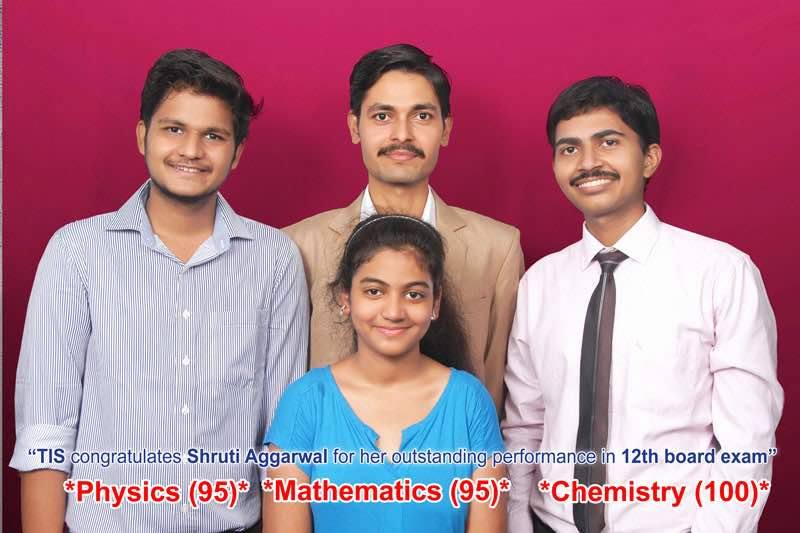 “TIS congratulates Shruti Aggarwal for her outstanding performance in 12th board exam”
*Physics (95)* *Mathematics (95)* *Chemistry (100)*